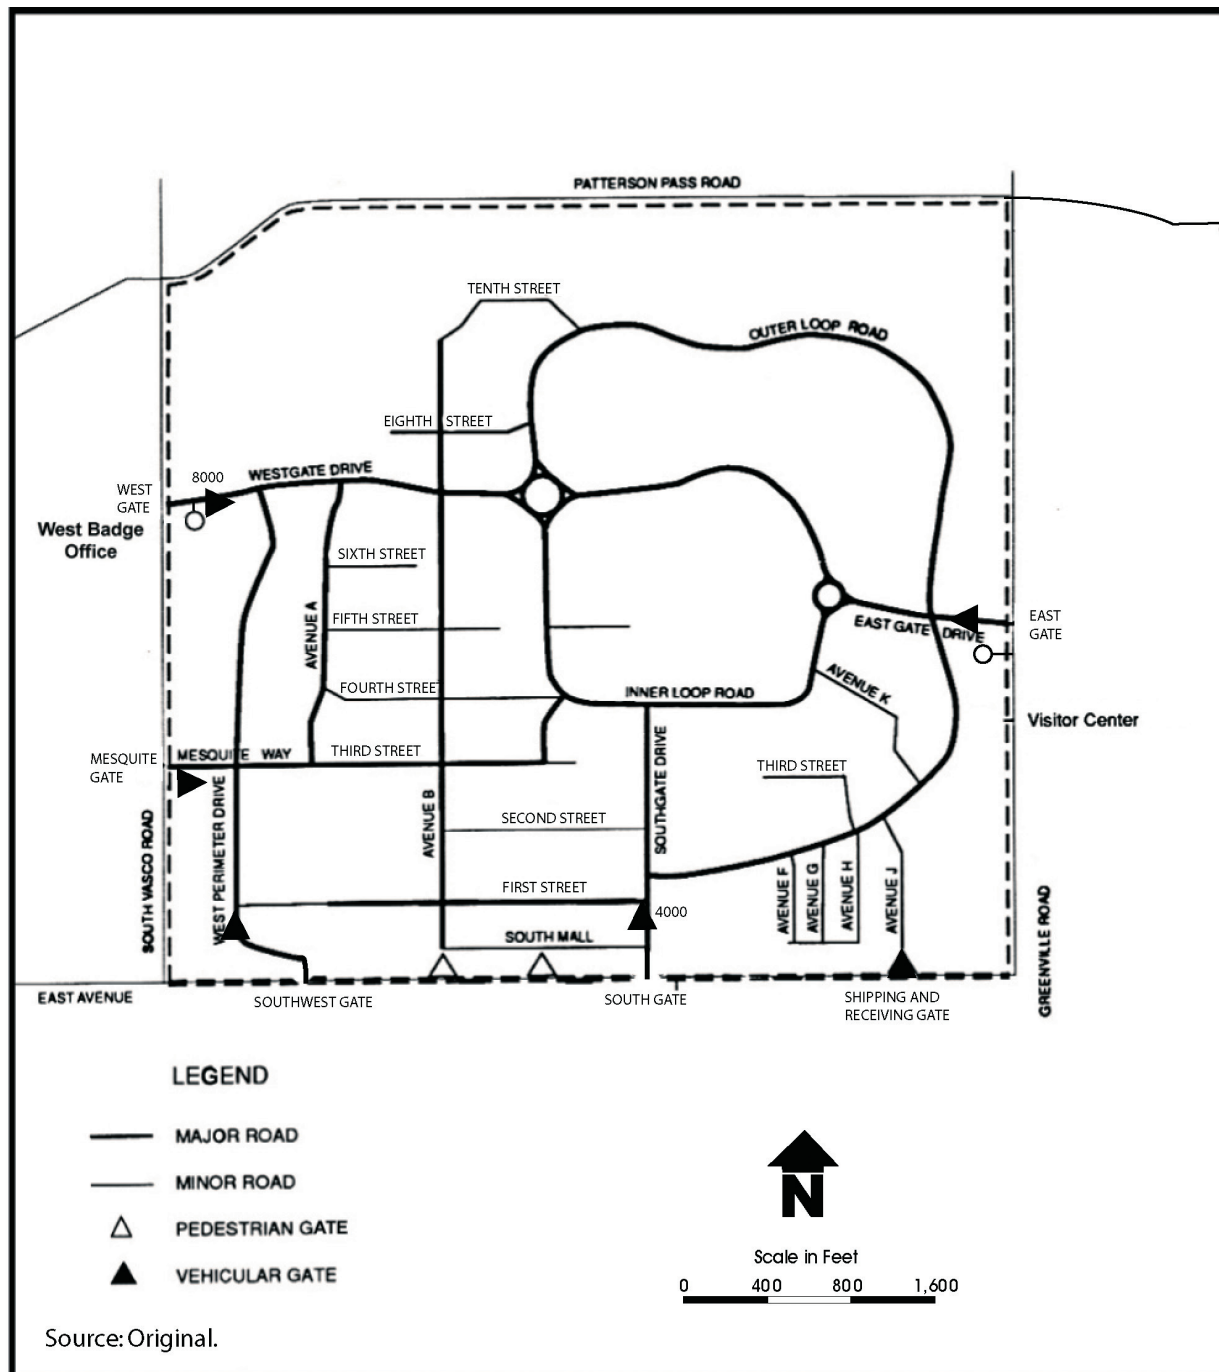 PATTERSON PASS ROAD
TENTH STREET
OUTER LOOP ROAD
EIGHTH STREET
WESTGATE DRIVE
8000
WEST
GATE
West Badge
Office
SIXTH STREET
FIFTH STREET
AVENUE A
EAST GATE DRIVE
EAST
GATE
FOURTH STREET
INNER LOOP ROAD
AVENUE K
Visitor Center
MESQUITE
GATE
MESQUITE WAY
THIRD STREET
THIRD STREET
SOUTHGATE DRIVE
AVENUE B
WEST PERIMETER DRIVE
SOUTH VASCO ROAD
SECOND STREET
FIRST STREET
4000
AVENUE F
AVENUE G
AVENUE H
AVENUE J
GREENVILLE ROAD
SOUTH MALL
EAST AVENUE
SOUTHWEST GATE
SOUTH GATE
SHIPPING AND
RECEIVING GATE
LEGEND
MAJOR ROAD
MINOR ROAD
PEDESTRIAN GATE
VEHICULAR GATE
N
Scale in Feet
0 400 800 1,600
Source: Original.